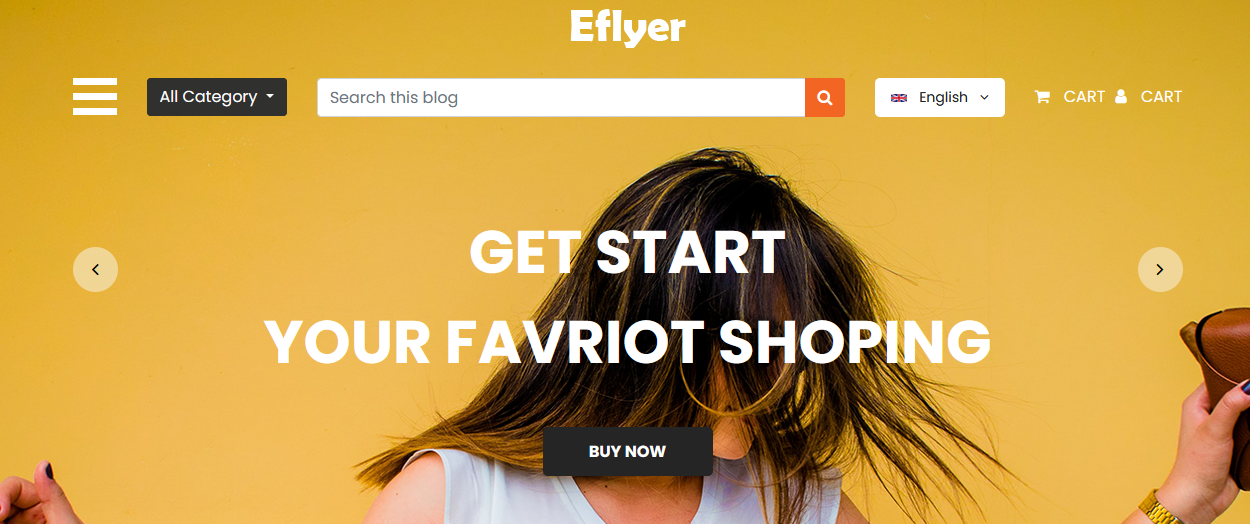 Eflyer
All Category
Search this blog
English
CART
CART
GET START
YOUR FAVRIOT SHOPING
BUY NOW